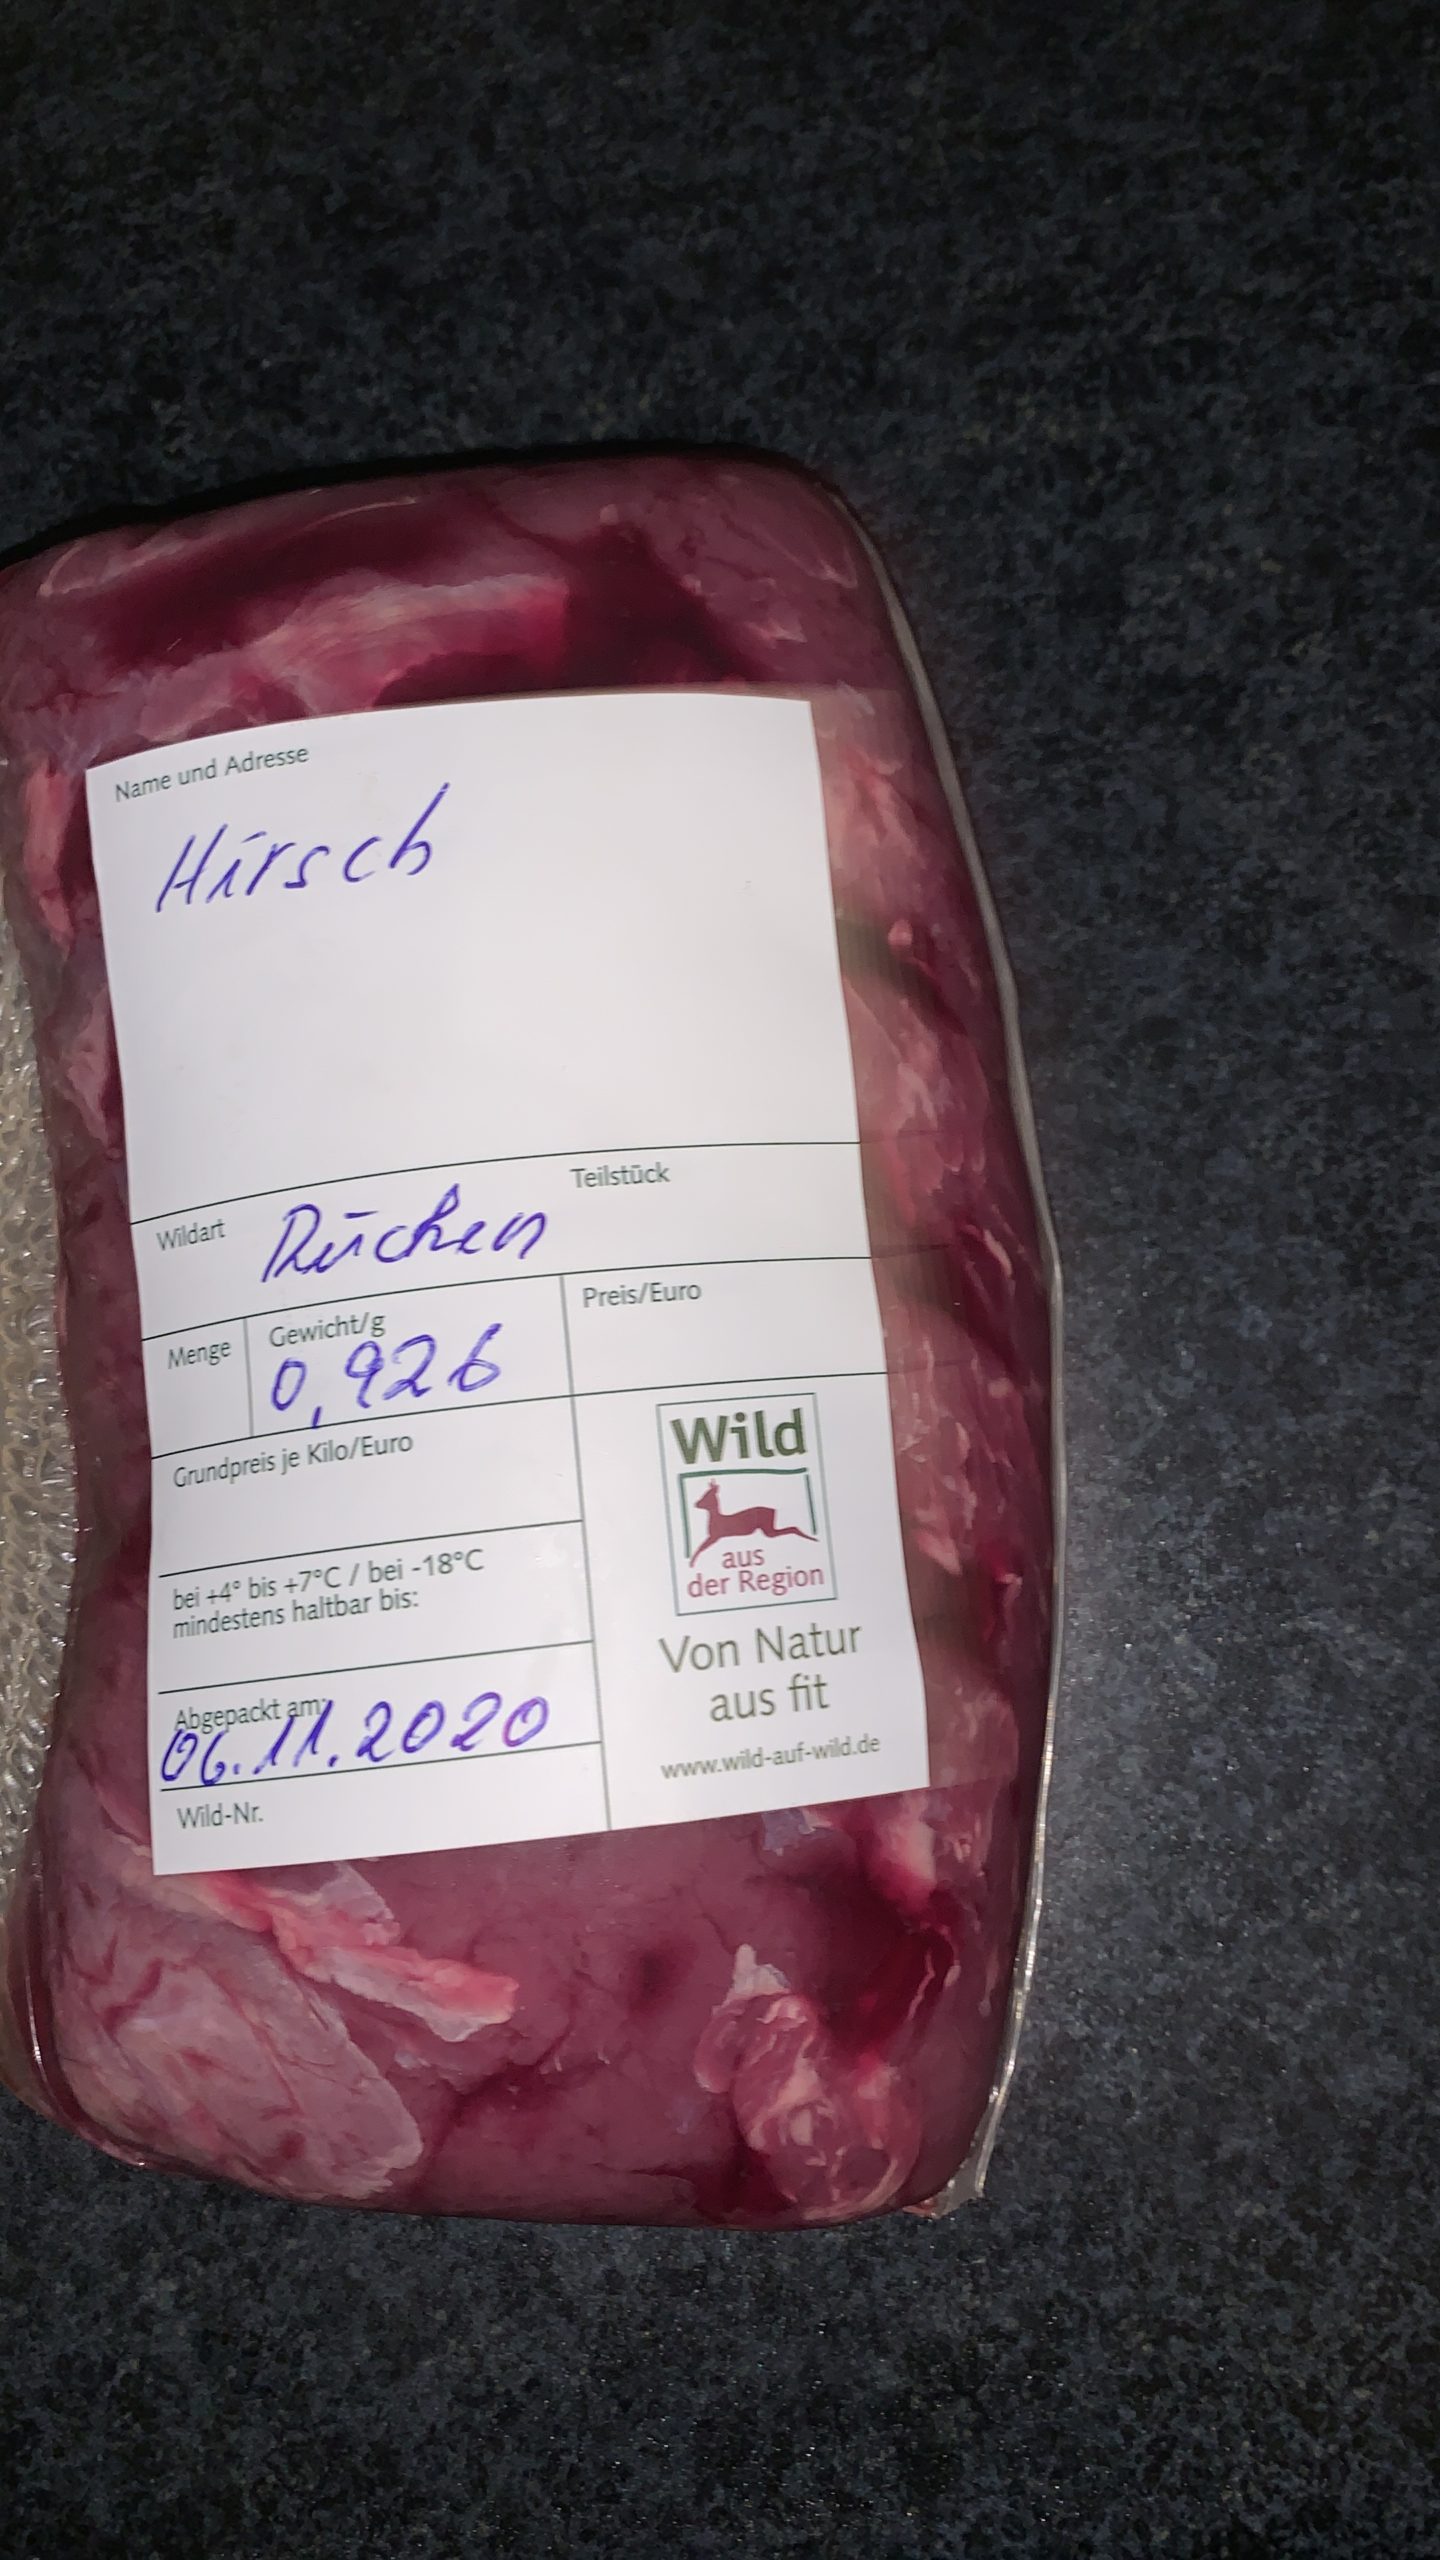 Name und Adresse
Hirsch
Teilstück
Wildart Rücken
Menge Gewicht/g Preis/Euro
0,926
Grundpreis je Kilo/Euro
bei +4° bis +7°C / bei -18°C
mindestens haltbar bis:
Abgepackt am:
06.11.2020
Wild-Nr.
Wild
aus
der Region
Von Natur
aus fit
www.wild-auf-wild.de